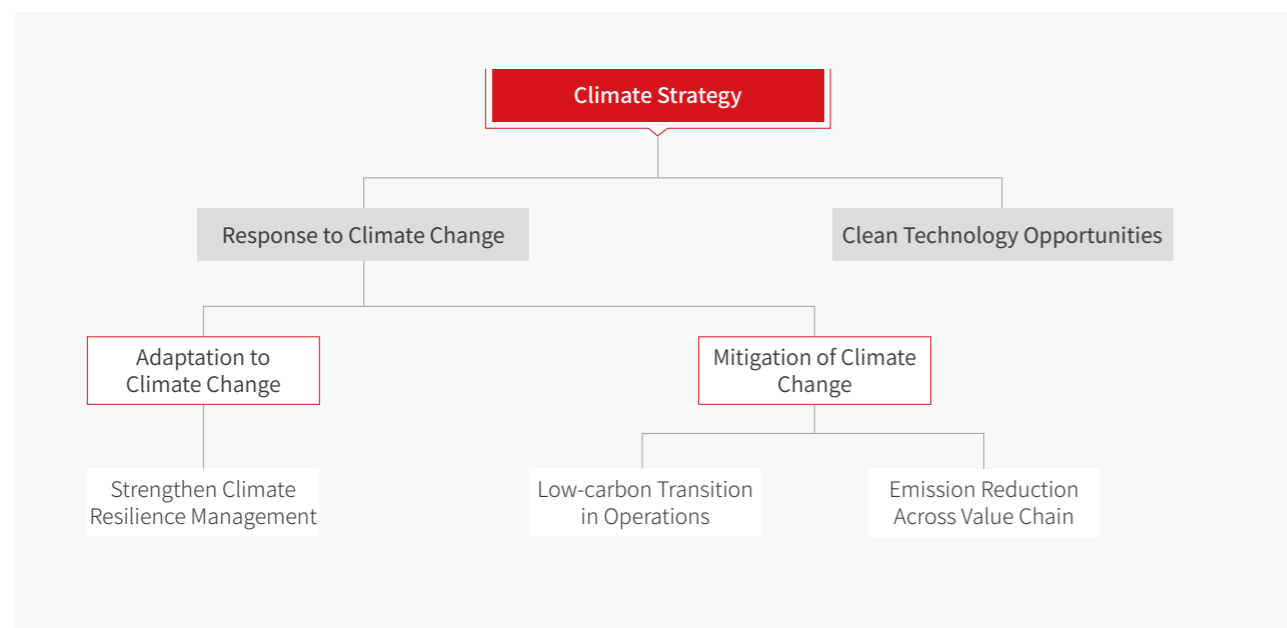 Climate Strategy
Response to Climate Change
Clean Technology Opportunities
Adaptation to
Climate Change
Mitigation of Climate
Change
Strengthen Climate
Resilience Management
Low-carbon Transition
in Operations
Emission Reduction
Across Value Chain